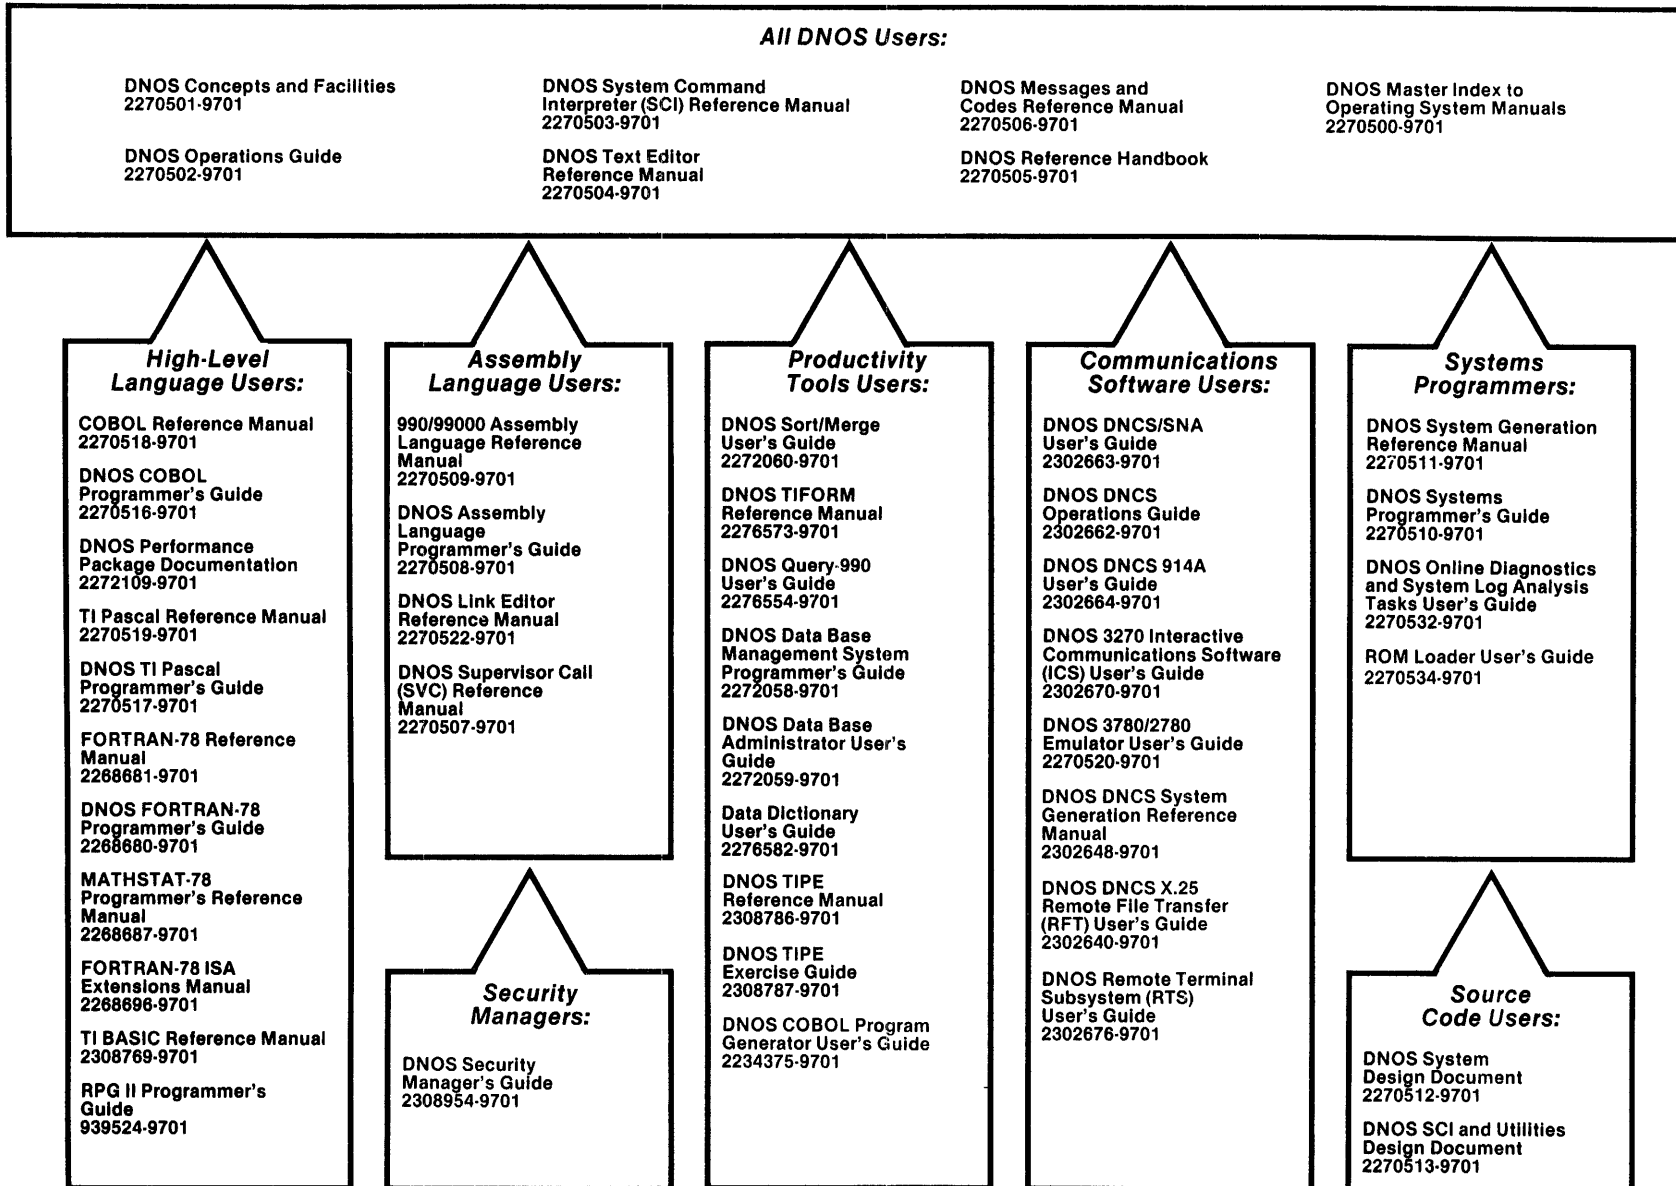 All DNOS Users:
DNOS Concepts and Facilities
2270501-9701
DNOS Operations Guide
2270502-9701
DNOS System Command
Interpreter (SCI) Reference Manual
2270503-9701
DNOS Text Editor
Reference Manual
2270504-9701
DNOS Messages and
Codes Reference Manual
2270506-9701
DNOS Reference Handbook
2270505-9701
DNOS Master Index to
Operating System Manuals
2270500-9701
High-Level
Language Users:
COBOL Reference Manual
2270518-9701
DNOS COBOL
Programmer's Guide
2270516-9701
DNOS Performance
Package Documentation
2272109-9701
TI Pascal Reference Manual
2270519-9701
DNOS TI Pascal
Programmer's Guide
2270517-9701
FORTRAN-78 Reference
Manual
2268681-9701
DNOS FORTRAN-78
Programmer's Guide
2268680-9701
MATHSTAT-78
Programmer's Reference
Manual
2268687-9701
FORTRAN-78 ISA
Extensions Manual
2268696-9701
TI BASIC Reference Manual
2308769-9701
RPG II Programmer's
Guide
939524-9701
Assembly
Language Users:
990/99000 Assembly
Language Reference
Manual
2270509-9701
DNOS Assembly
Language
Programmer's Guide
2270508-9701
DNOS Link Editor
Reference Manual
2270522-9701
DNOS Supervisor Call
(SVC) Reference
Manual
2270507-9701
Security
Managers:
DNOS Security
Manager's Guide
2308954-9701
Productivity
Tools Users:
DNOS Sort/Merge
User's Guide
2272060-9701
DNOS TIFORM
Reference Manual
2276573-9701
DNOS Query-990
User's Guide
2276554-9701
DNOS Data Base
Management System
Programmer's Guide
2272058-9701
DNOS Data Base
Administrator User's
Guide
2272059-9701
Data Dictionary
User's Guide
2276582-9701
DNOS TIPE
Reference Manual
2308786-9701
DNOS TIPE
Exercise Guide
2308787-9701
DNOS COBOL Program
Generator User's Guide
2234375-9701
Communications
Software Users:
DNOS DNCS/SNA
User's Guide
2302663-9701
DNOS DNCS
Operations Guide
2302662-9701
DNOS DNCS 914A
User's Guide
2302664-9701
DNOS 3270 Interactive
Communications Software
(ICS) User's Guide
2302670-9701
DNOS 3780/2780
Emulator User's Guide
2270520-9701
DNOS DNCS System
Generation Reference
Manual
2302648-9701
DNOS DNCS X.25
Remote File Transfer
(RFT) User's Guide
2302640-9701
DNOS Remote Terminal
Subsystem (RTS)
User's Guide
2302676-9701
Systems
Programmers:
DNOS System Generation
Reference Manual
2270511-9701
DNOS Systems
Programmer's Guide
2270510-9701
DNOS Online Diagnostics
and System Log Analysis
Tasks User's Guide
2270532-9701
ROM Loader User's Guide
2270534-9701
Source
Code Users:
DNOS System
Design Document
2270512-9701
DNOS SCI and Utilities
Design Document
2270513-9701